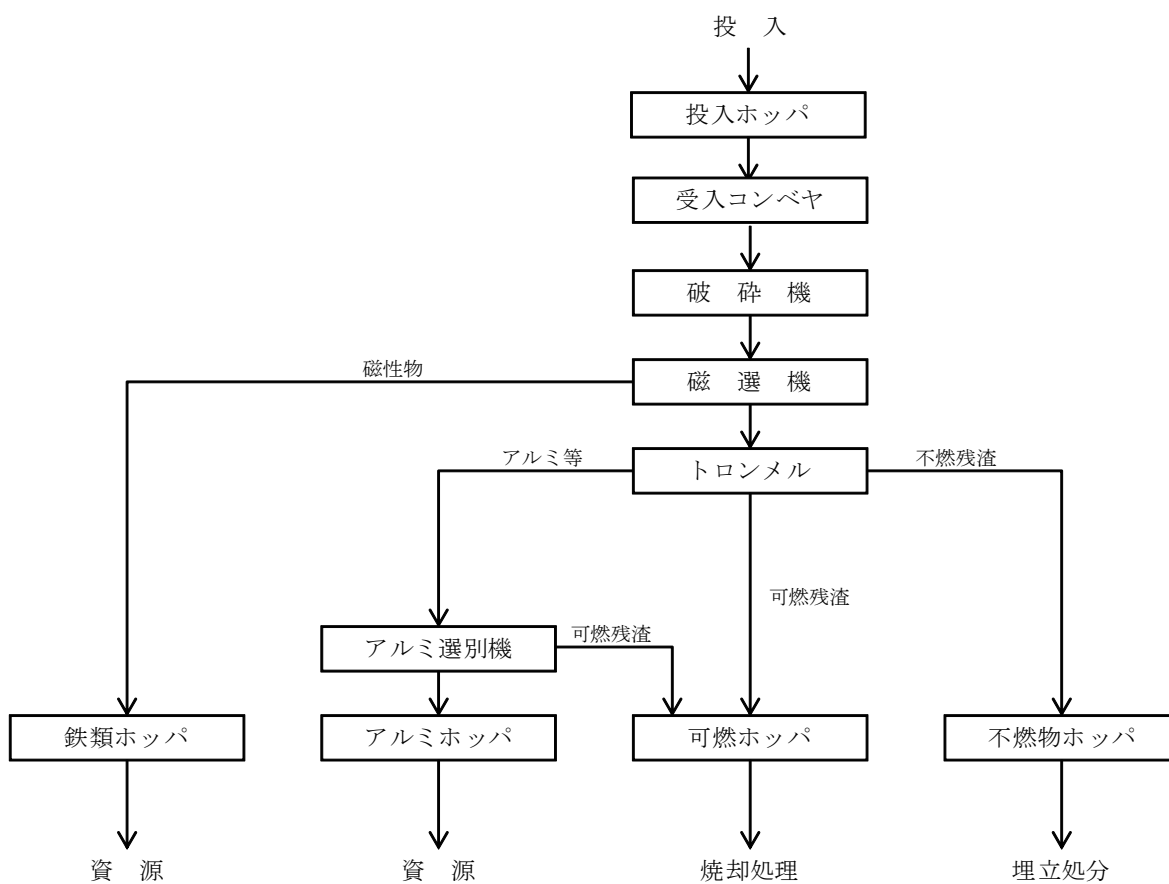 投　入
投入ホッパ
受入コンベヤ
破　砕　機
磁性物
磁　選　機
アルミ等
トロンメル
不燃残渣
可燃残渣
アルミ選別機
可燃残渣
鉄類ホッパ
アルミホッパ
可燃ホッパ
不燃物ホッパ
資　源
資　源
焼却処理
埋立処分